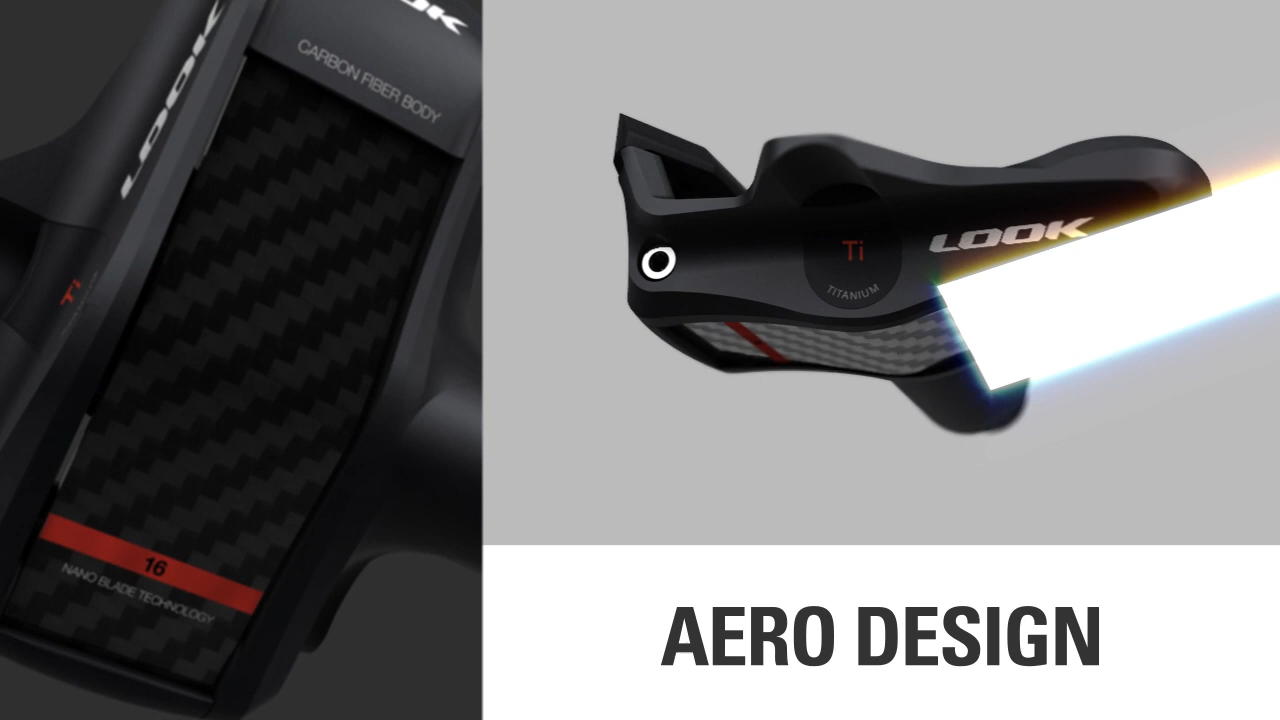 LOOK
CARBON FIBER BODY
Ti
16
NANO BLADE TECHNOLOGY
LOOK
Ti
TITANIUM
AERO DESIGN